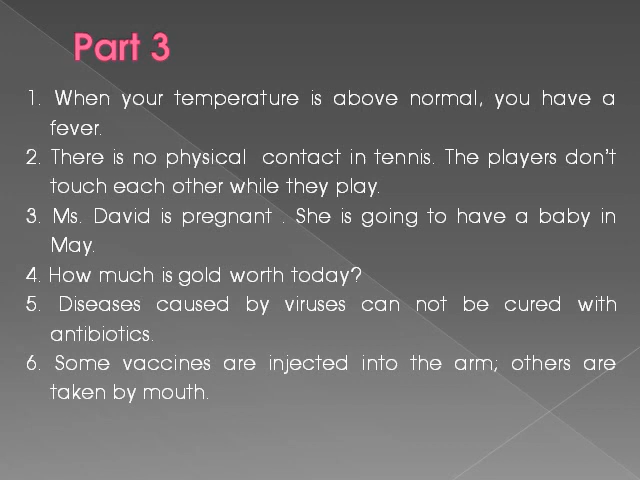 Part 3
1. When your temperature is above normal, you have a
fever.
2. There is no physical  contact in tennis. The players don't
touch each other while they play.
3. Ms. David is pregnant . She is going to have a baby in
May.
4. How much is gold worth today?
5. Diseases caused by viruses can not be cured with
antibiotics.
6. Some vaccines are injected into the arm; others are
taken by mouth.